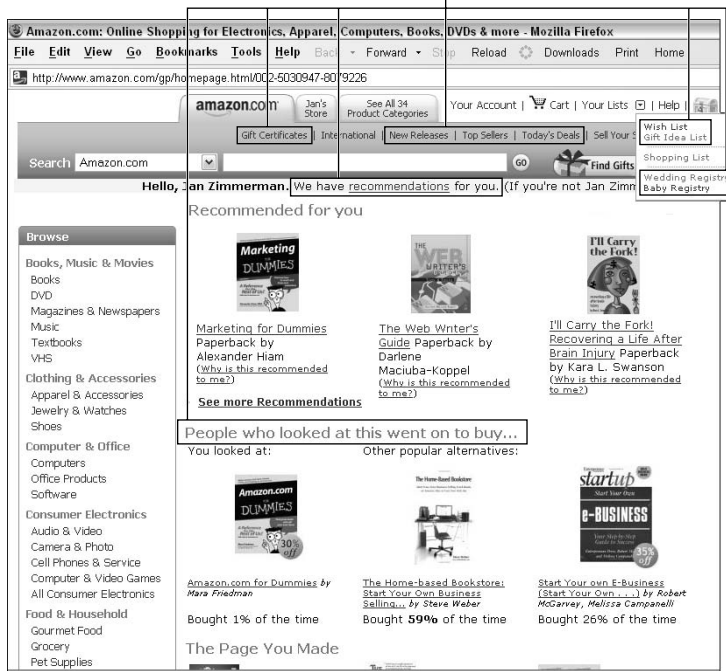 Amazon.com: Online Shopping for Electronics, Apparel, Computers, Books, DVDs & more - Mozilla Firefox
File Edit View Go Bookmarks Tools Help Back Forward Stop Reload Downloads Print Home
http://www.amazon.com/gp/homepage.html/002-5030947-8079226
amazon.com Jan's Store See All 34 Product Categories Your Account | Cart | Your Lists | Help |
Gift Certificates | International | New Releases | Top Sellers | Today's Deals | Sell Your S
Wish List
Gift Idea List
Shopping List
Wedding Registry
Baby Registry
Search Amazon.com GO Find Gifts
Hello, Jan Zimmerman. We have recommendations for you. (If you're not Jan Zimm
Recommended for you
Browse
Books, Music & Movies
Books
DVD
Magazines & Newspapers
Music
Textbooks
VHS
Clothing & Accessories
Apparel & Accessories
Jewelry & Watches
Shoes
Computer & Office
Computers
Office Products
Software
Consumer Electronics
Audio & Video
Camera & Photo
Cell Phones & Service
Computer & Video Games
All Consumer Electronics
Food & Household
Gourmet Food
Grocery
Pet Supplies
Marketing
DUMMIES
Marketing for Dummies
Paperback by
Alexander Hiam
(Why is this recommended
to me?)
THE
WEB
WRITER'S
The Web Writer's
Guide Paperback by
Darlene
Maciuba-Koppel
(Why is this recommended
to me?)
I'll Carry
the Fork!
I'll Carry the Fork!
Recovering a Life After
Brain Injury Paperback
by Kara L. Swanson
(Why is this recommended
to me?)
See more Recommendations
People who looked at this went on to buy...
You looked at: Other popular alternatives:
Amazon.com
DUMMIES
30%
off
Amazon.com for Dummies by
Mara Friedman
Bought 1% of the time
The Home-Based Bookstore
The Home-based Bookstore:
Start Your Own Business
Selling... by Steve Weber
Bought 59% of the time
startup
Start Your Own
e-BUSINESS
Your Step-by-Step
Guide to Success
35%
off
Start Your own E-Business
(Start Your Own . . .) by Robert
McGarvey, Melissa Campanelli
Bought 26% of the time
The Page You Made